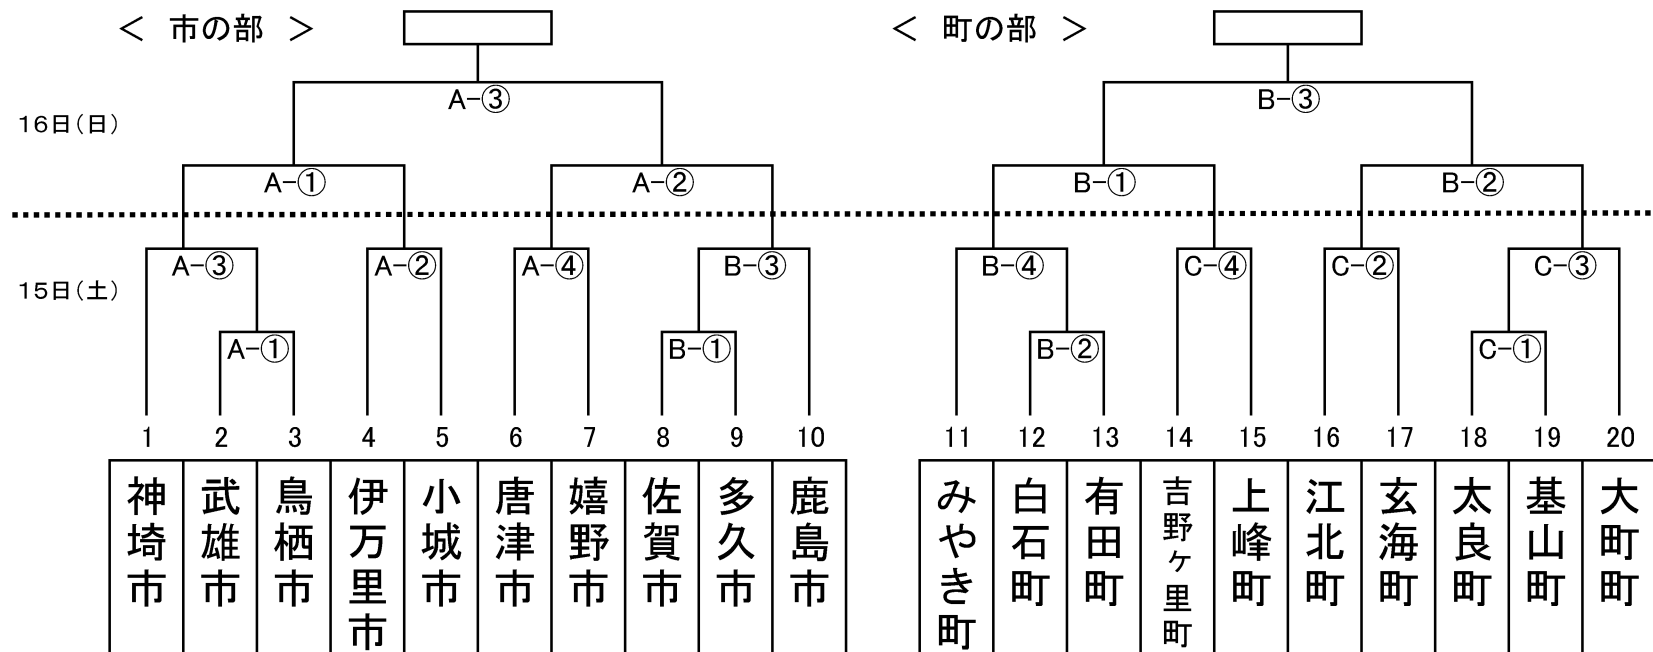 ＜ 市の部 ＞
＜ 町の部 ＞
A-③
B-③
16日(日)
A-①
A-②
B-①
B-②
A-③
A-②
A-④
B-③
B-④
C-④
C-②
C-③
15日(土)
A-①
B-①
B-②
C-①
1 2 3 4 5 6 7 8 9 10
11 12 13 14 15 16 17 18 19 20
神埼市
武雄市
鳥栖市
伊万里市
小城市
唐津市
嬉野市
佐賀市
多久市
鹿島市
みやき町
白石町
有田町
吉野ヶ里町
上峰町
江北町
玄海町
太良町
基山町
大町町